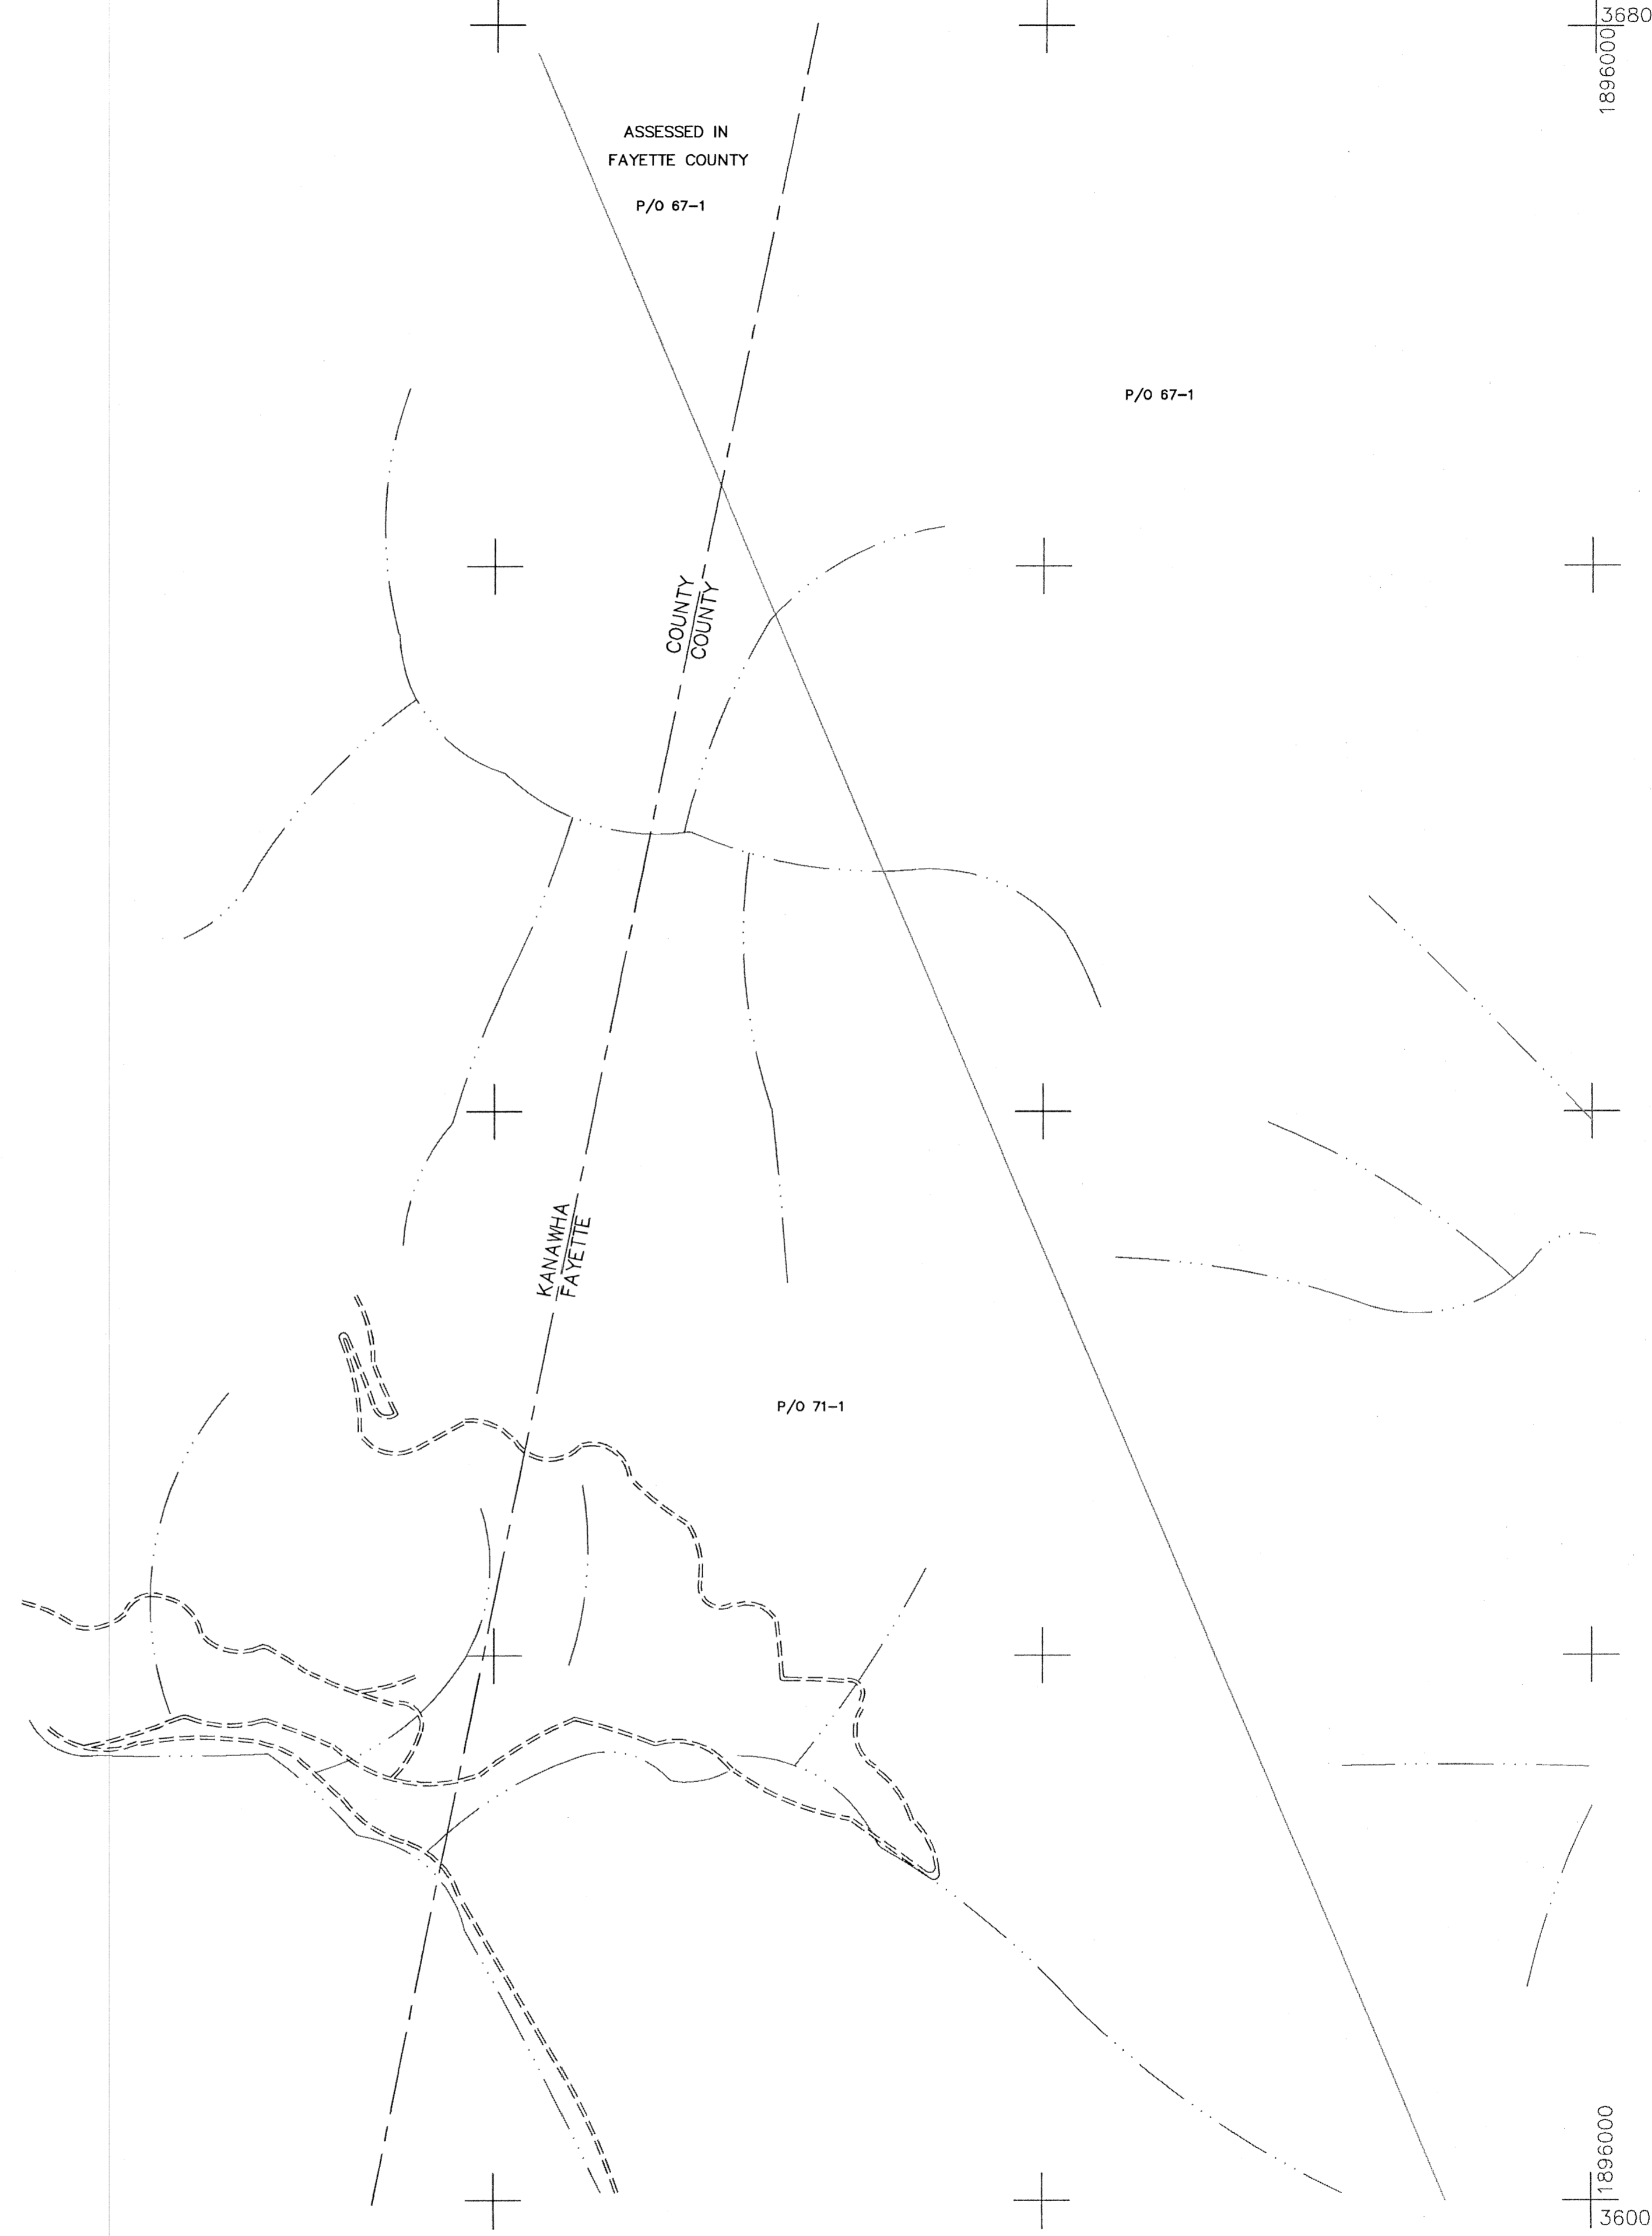 3680
1896000
ASSESSED IN
FAYETTE COUNTY
P/O 67-1
P/O 67-1
COUNTY
COUNTY
KANAWHA
FAYETTE
P/O 71-1
1896000
3600